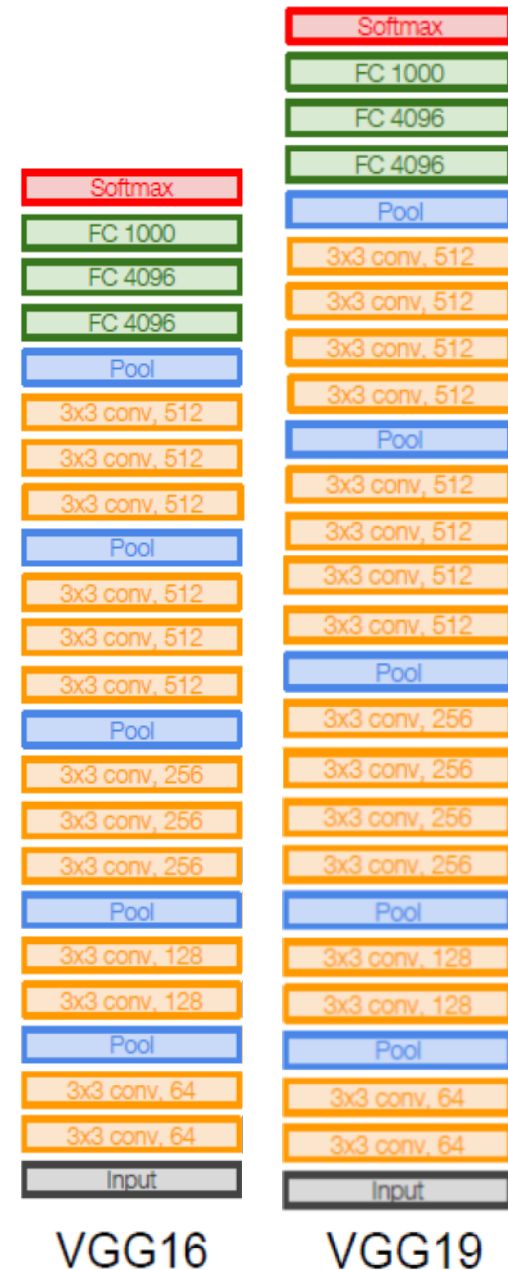 Softmax
FC 1000
FC 4096
FC 4096
Pool
3x3 conv, 512
3x3 conv, 512
3x3 conv, 512
Pool
3x3 conv, 512
3x3 conv, 512
3x3 conv, 512
Pool
3x3 conv, 256
3x3 conv, 256
3x3 conv, 256
Pool
3x3 conv, 128
3x3 conv, 128
Pool
3x3 conv, 64
3x3 conv, 64
Input
VGG16
Softmax
FC 1000
FC 4096
FC 4096
Pool
3x3 conv, 512
3x3 conv, 512
3x3 conv, 512
3x3 conv, 512
Pool
3x3 conv, 512
3x3 conv, 512
3x3 conv, 512
3x3 conv, 512
Pool
3x3 conv, 256
3x3 conv, 256
3x3 conv, 256
3x3 conv, 256
Pool
3x3 conv, 128
3x3 conv, 128
Pool
3x3 conv, 64
3x3 conv, 64
Input
VGG19